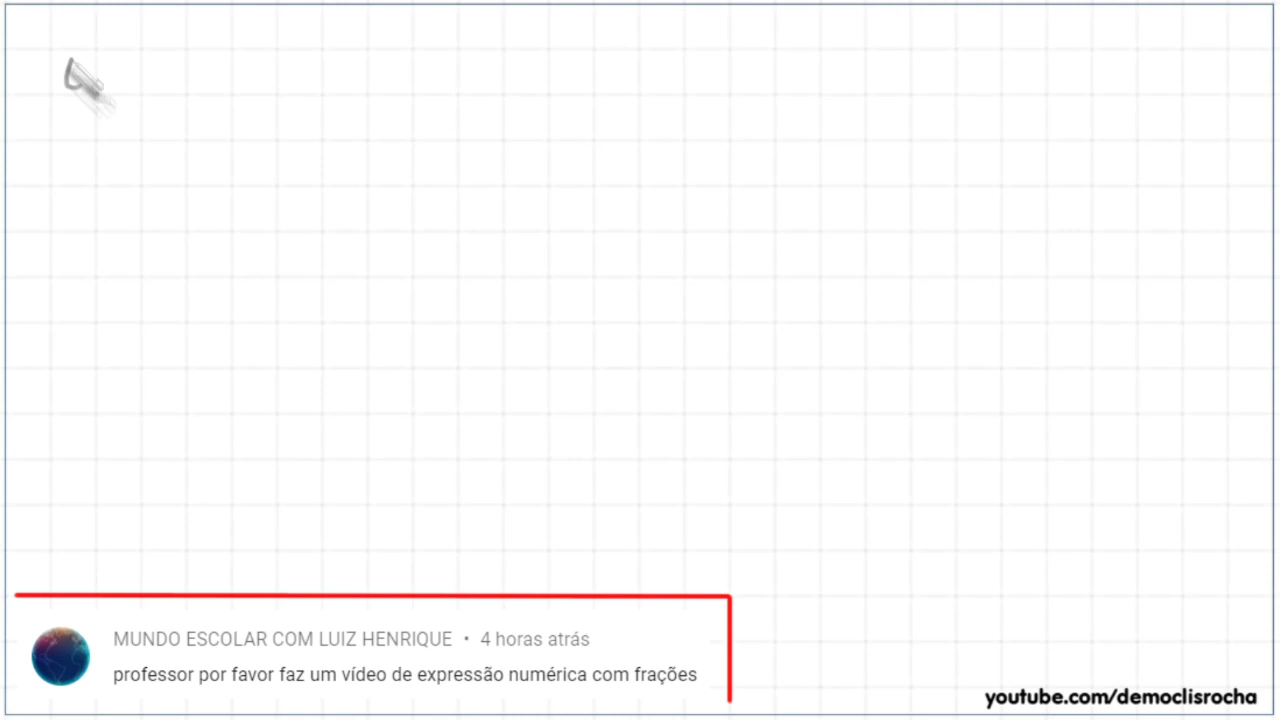 MUNDO ESCOLAR COM LUIZ HENRIQUE • 4 horas atrás
professor por favor faz um vídeo de expressão numérica com frações
youtube.com/democlisrocha